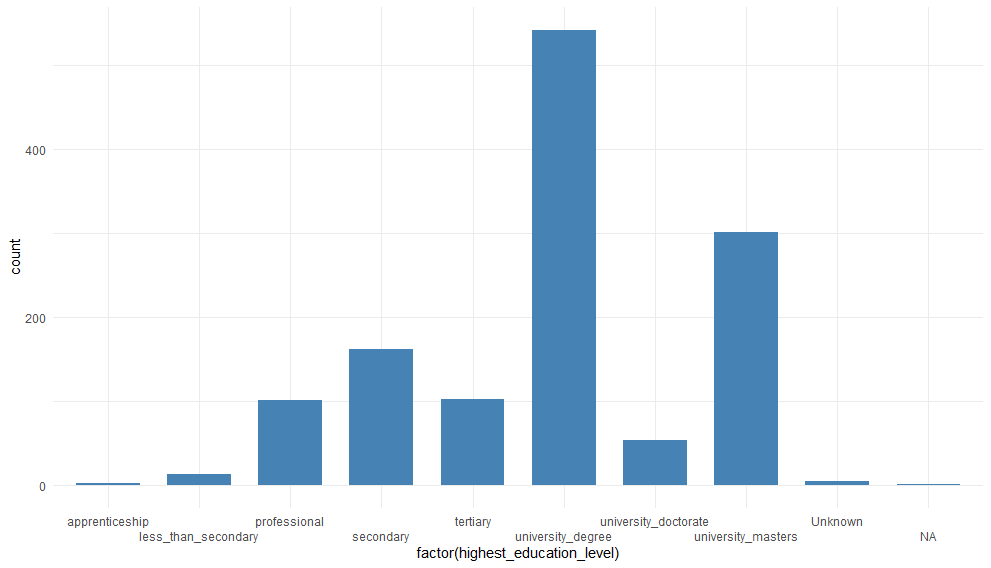 count
400
200
0
apprenticeship professional tertiary university_doctorate Unknown
less_than_secondary secondary university_degree university_masters NA
factor(highest_education_level)